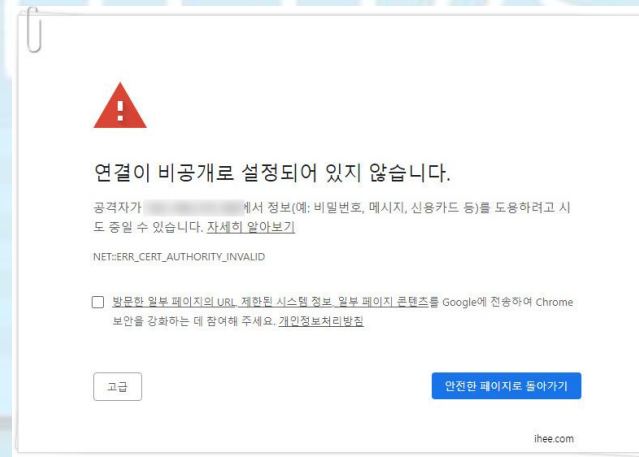 연결이 비공개로 설정되어 있지 않습니다.
공격자가 에서 정보(예: 비밀번호, 메시지, 신용카드 등)를 도용하려고 시
도 중일 수 있습니다. 자세히 알아보기
NET::ERR_CERT_AUTHORITY_INVALID
방문한 일부 페이지의 URL, 제한된 시스템 정보, 일부 페이지 콘텐츠를 Google에 전송하여 Chrome
보안을 강화하는 데 참여해 주세요. 개인정보처리방침
고급
안전한 페이지로 돌아가기
ihee.com